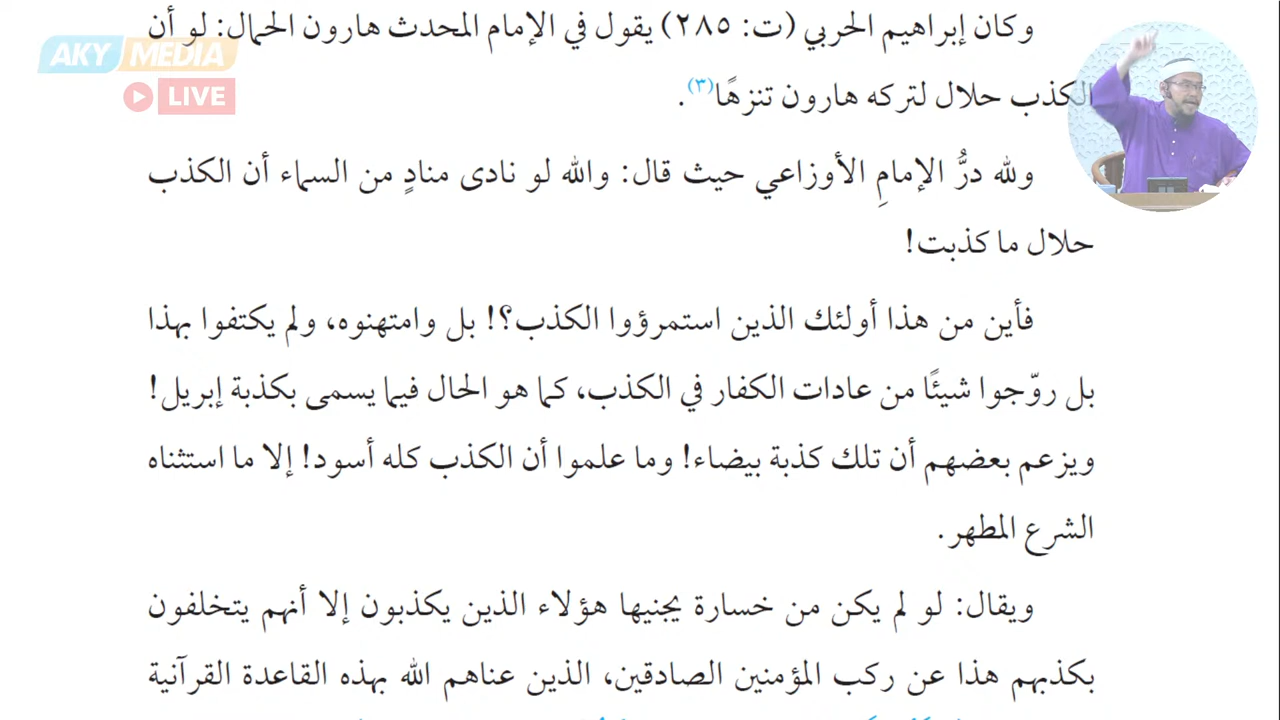 AKY MEDIA
LIVE
وكان إبراهيم الحربي (ت: ٢٨٥) يقول في الإمام المحدث هارون الحمال: لو أن
الكذب حلال لتركه هارون تنزهًا(٣).
ولله درُّ الإمامِ الأوزاعي حيث قال: والله لو نادى منادٍ من السماء أن الكذب
حلال ما كذبت!
فأين من هذا أولئك الذين استمرؤوا الكذب؟! بل وامتهنوه، ولم يكتفوا بهذا
بل روّجوا شيئًا من عادات الكفار في الكذب، كما هو الحال فيما يسمى بكذبة إبريل!
ويزعم بعضهم أن تلك كذبة بيضاء! وما علموا أن الكذب كله أسود! إلا ما استثناه
الشرع المطهر.
ويقال: لو لم يكن من خسارة يجنيها هؤلاء الذين يكذبون إلا أنهم يتخلفون
بكذبهم هذا عن ركب المؤمنين الصادقين، الذين عناهم الله بهذه القاعدة القرآنية